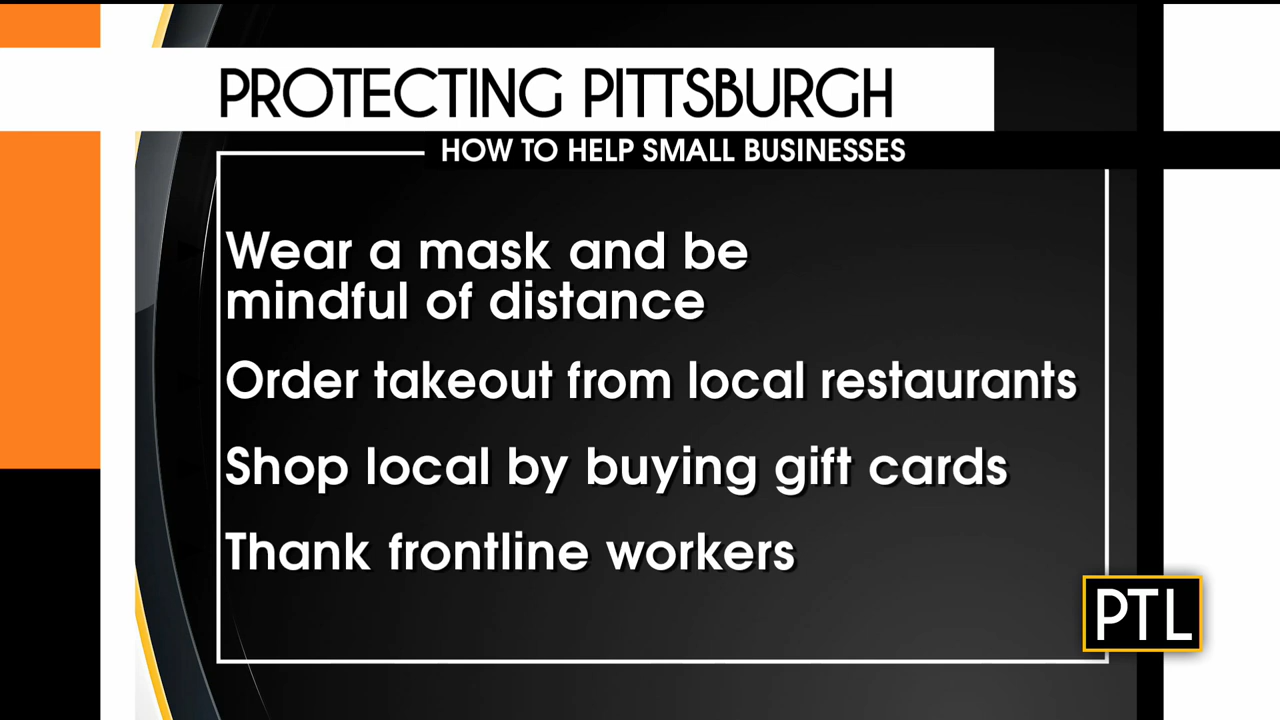 PROTECTING PITTSBURGH
HOW TO HELP SMALL BUSINESSES
Wear a mask and be
mindful of distance
Order takeout from local restaurants
Shop local by buying gift cards
Thank frontline workers
PTL